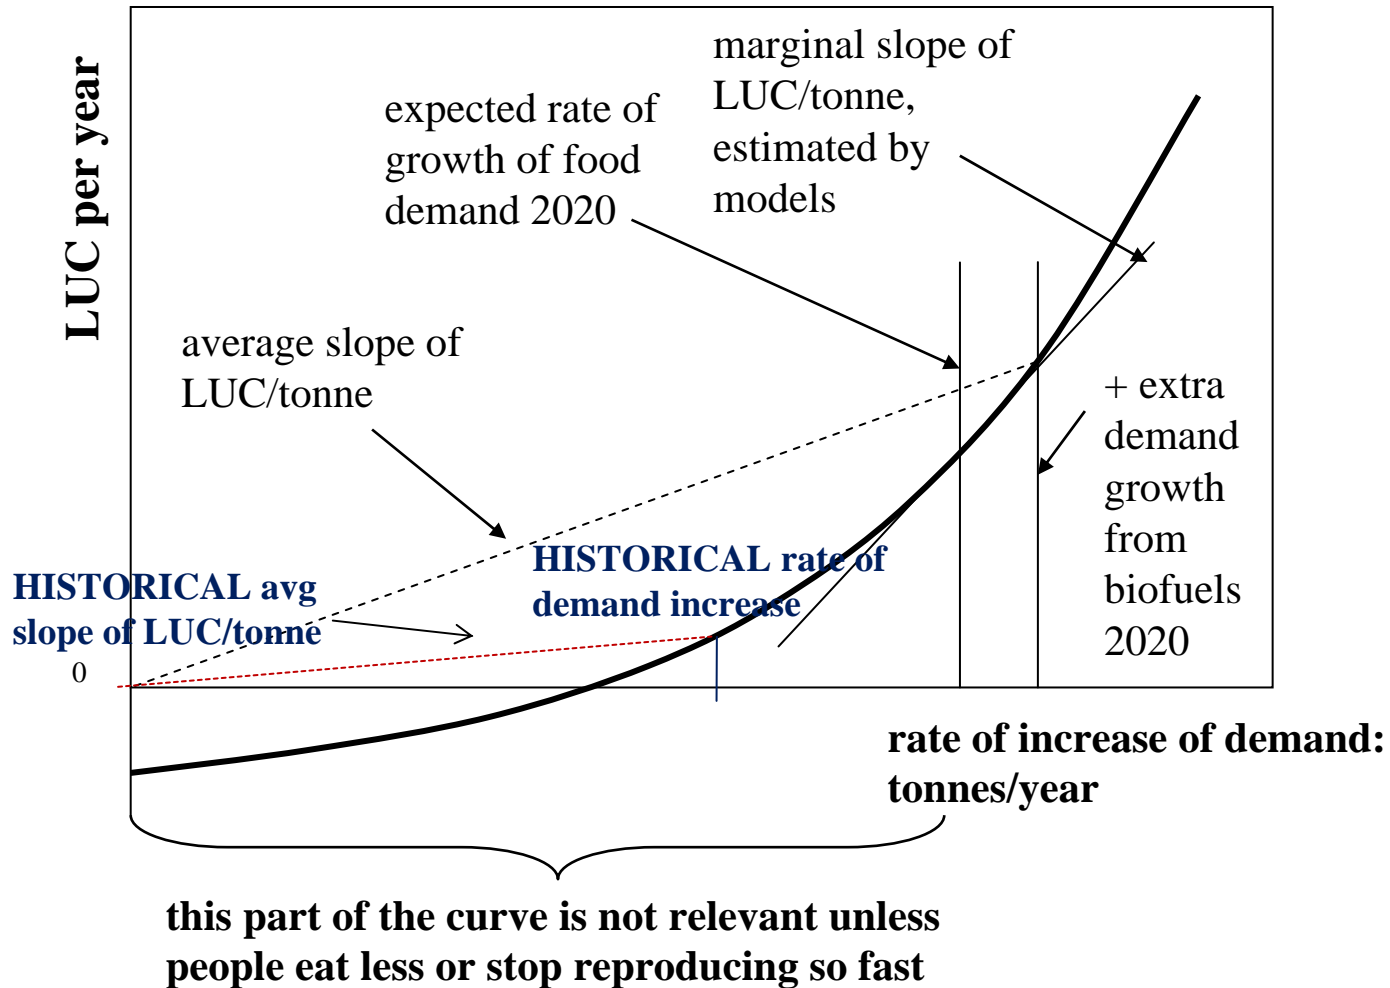 LUC per year
marginal slope of
LUC/tonne,
estimated by
models
expected rate of
growth of food
demand 2020
average slope of
LUC/tonne
+ extra
demand
growth
from
biofuels
2020
HISTORICAL rate of
demand increase
HISTORICAL avg
slope of LUC/tonne
0
rate of increase of demand:
tonnes/year
this part of the curve is not relevant unless
people eat less or stop reproducing so fast